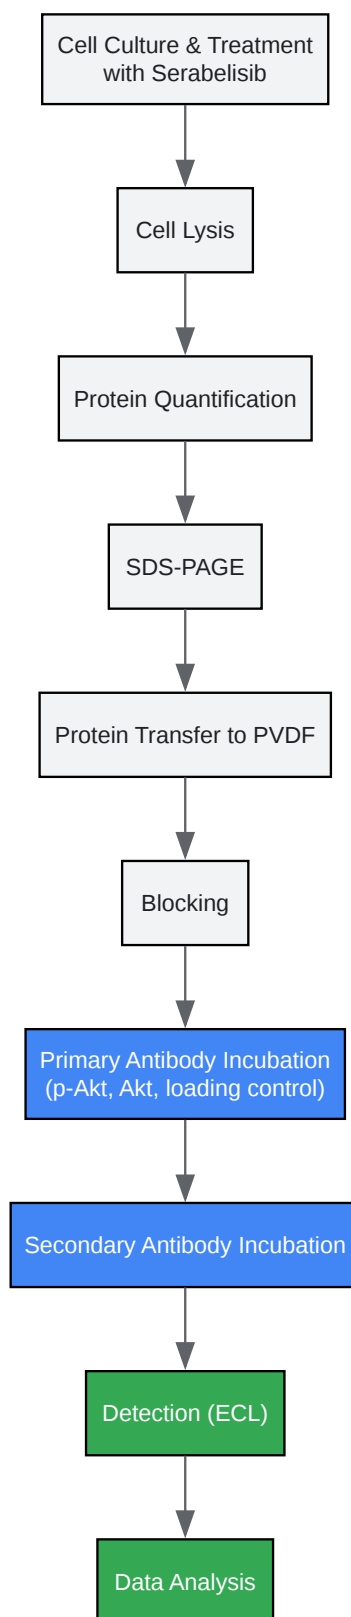 Cell Culture & Treatment
with Serabelisib
Cell Lysis
Protein Quantification
SDS-PAGE
Protein Transfer to PVDF
Blocking
Primary Antibody Incubation
(p-Akt, Akt, loading control)
Secondary Antibody Incubation
Detection (ECL)
Data Analysis